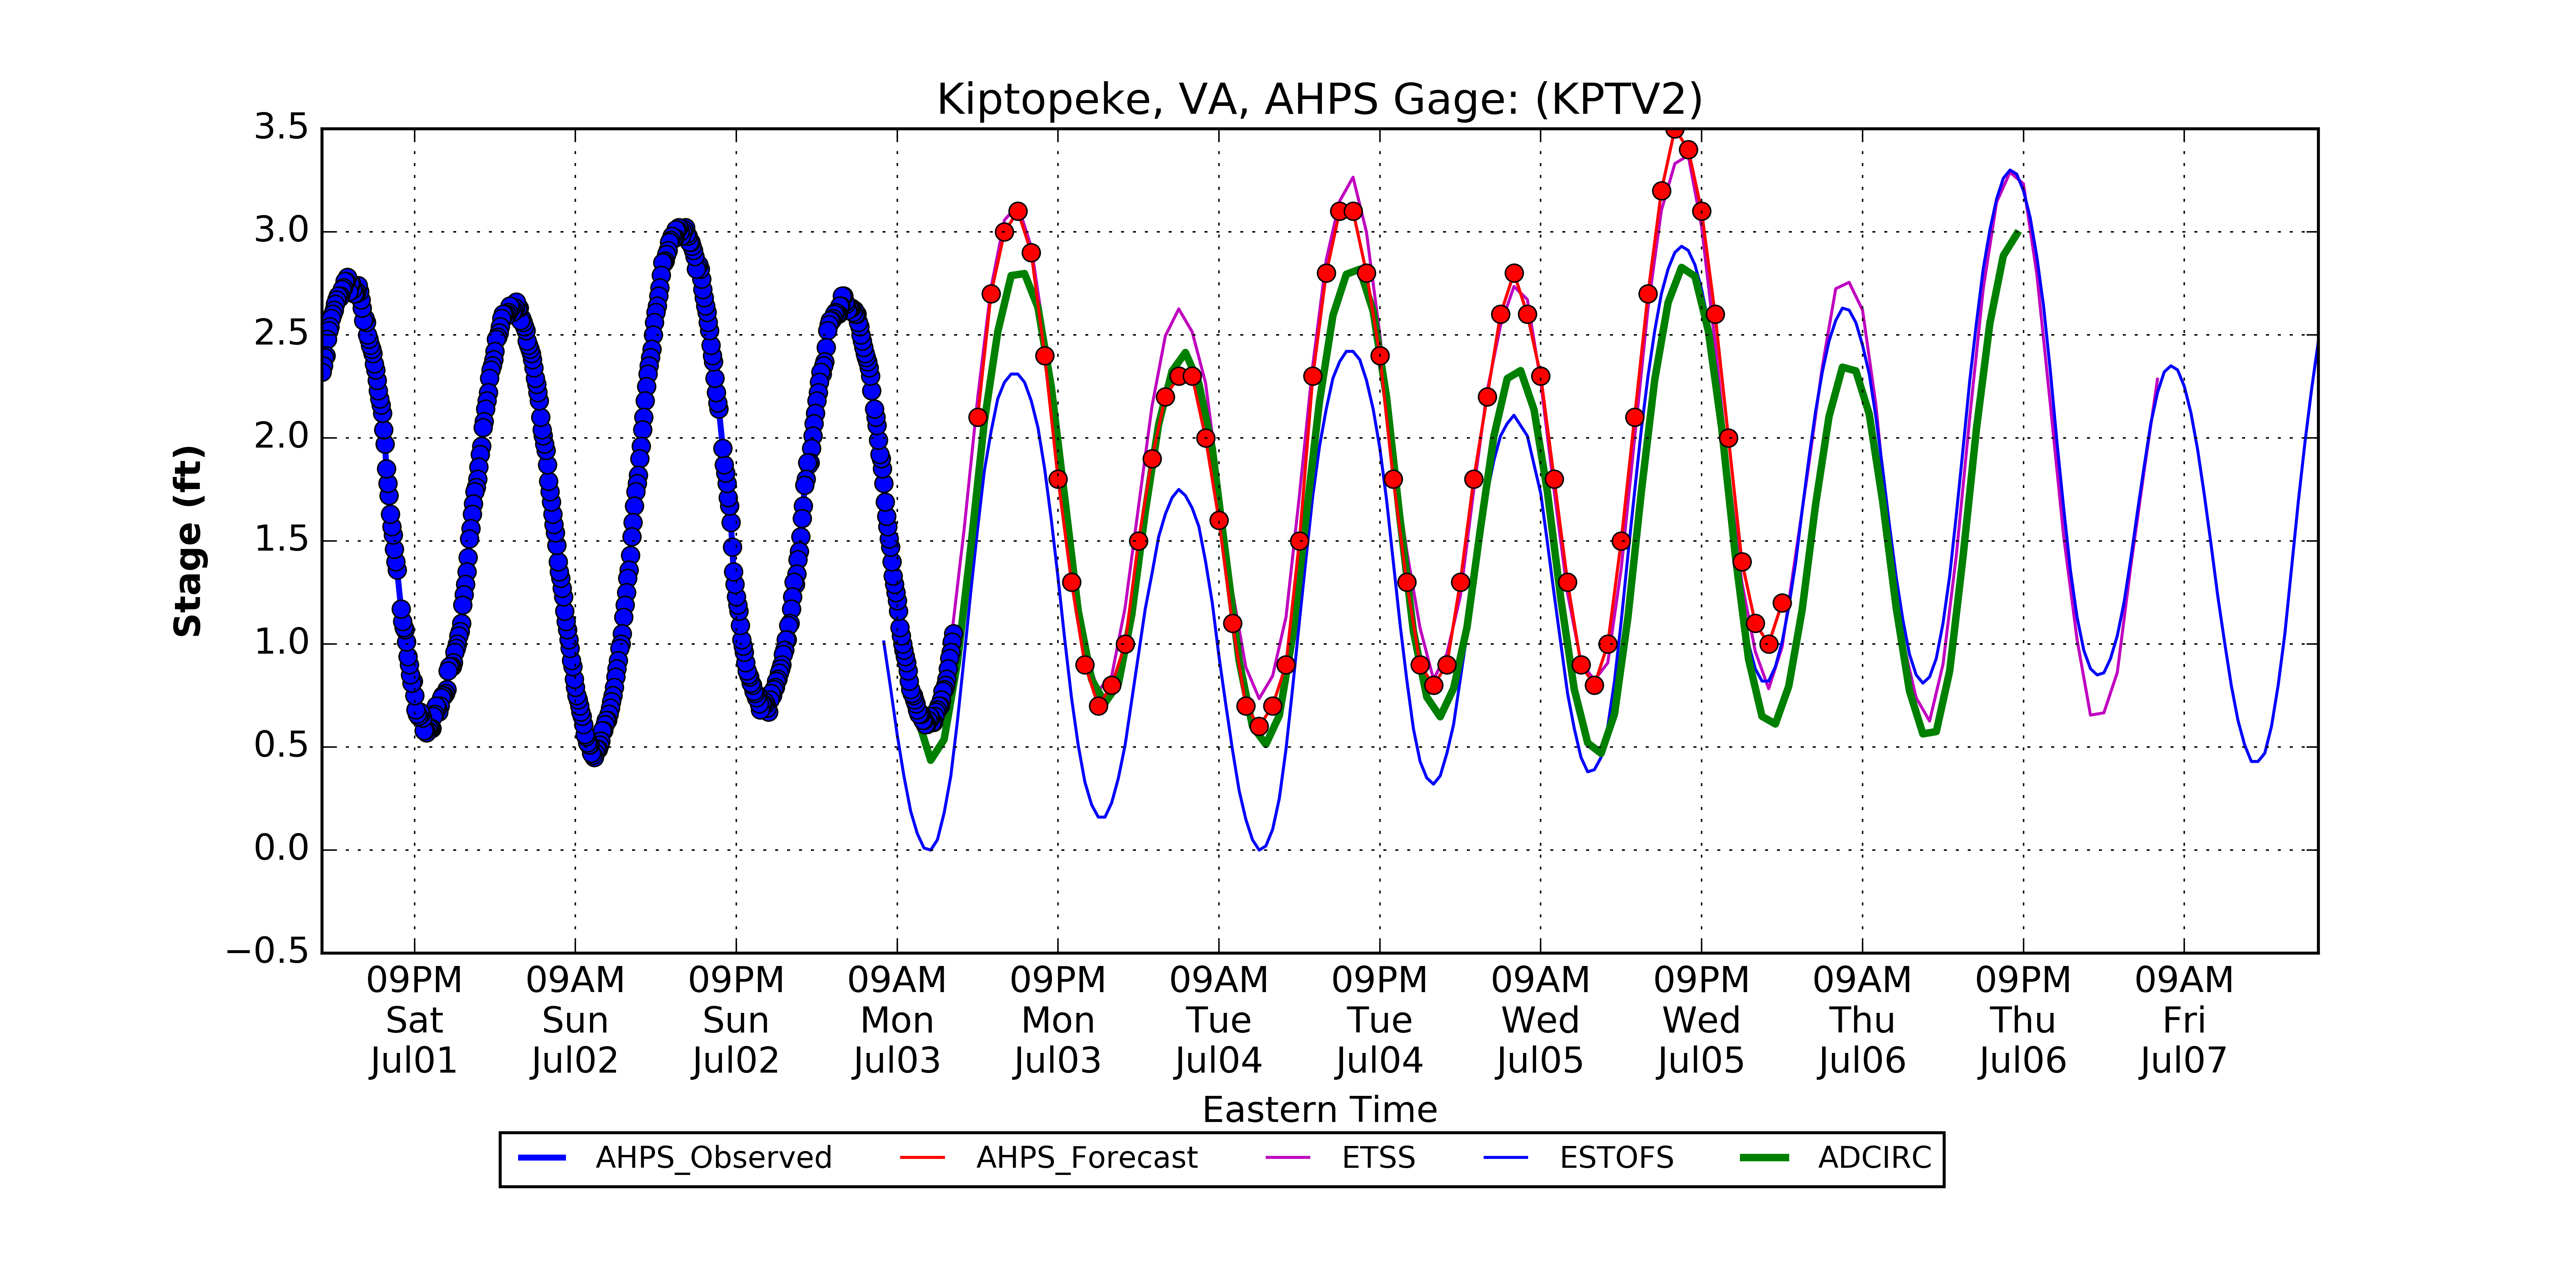 Kiptopeke, VA, AHPS Gage: (KPTV2)
3.5
3.0
2.5
2.0
1.5
1.0
0.5
0.0
−0.5
Stage (ft)
09PM 09AM 09PM 09AM 09PM 09AM 09PM 09AM 09PM 09AM 09PM 09AM
Sat Sun Sun Mon Mon Tue Tue Wed Wed Thu Thu Fri
Jul01 Jul02 Jul02 Jul03 Jul03 Jul04 Jul04 Jul05 Jul05 Jul06 Jul06 Jul07
Eastern Time
AHPS_Observed AHPS_Forecast ETSS ESTOFS ADCIRC